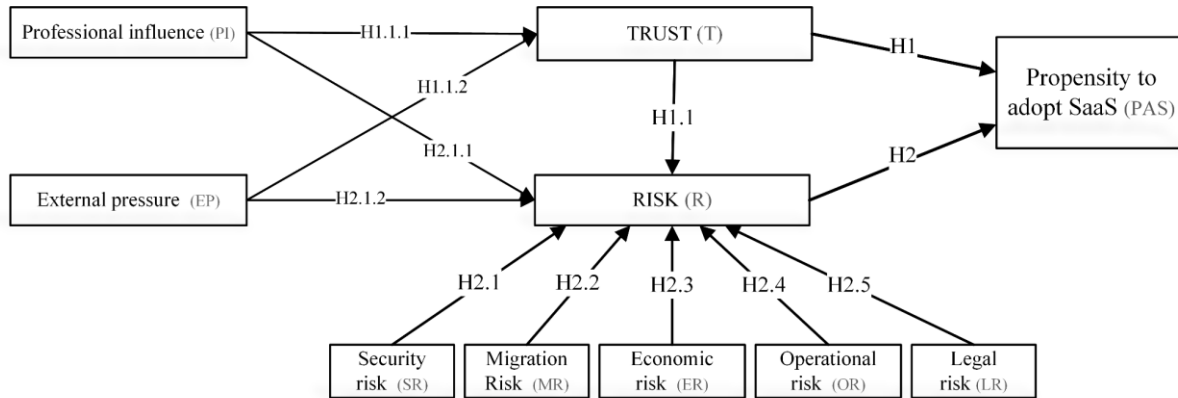 Professional influence (PI)
H1.1.1
TRUST (T)
H1
Propensity to
adopt SaaS (PAS)
H1.1.2
H1.1
H2.1.1
H2
External pressure (EP)
H2.1.2
RISK (R)
H2.1
H2.2
H2.3
H2.4
H2.5
Security
risk (SR)
Migration
Risk (MR)
Economic
risk (ER)
Operational
risk (OR)
Legal
risk (LR)